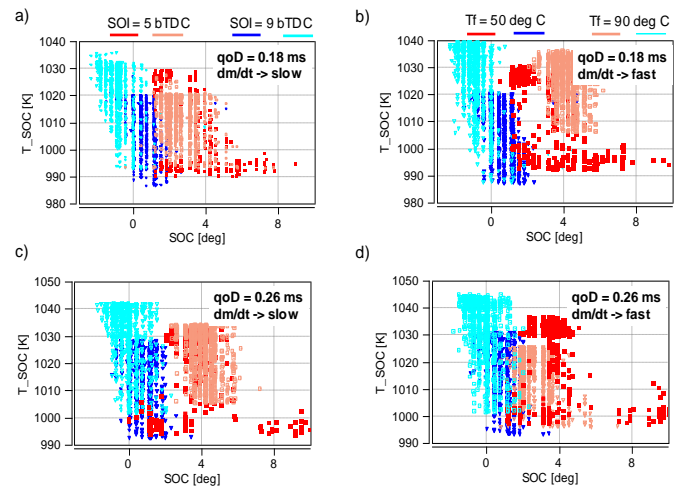 a)
SOI = 5 bTDC
SOI = 9 bTDC
b)
Tf = 50 deg C
Tf = 90 deg C
1040
1030
1020
1010
1000
990
980
T_SOC [K]
qoD = 0.18 ms
dm/dt -> slow
0
4
8
SOC [deg]
1040
1030
1020
1010
1000
990
980
T_SOC [K]
qoD = 0.18 ms
dm/dt -> fast
0
4
8
SOC [deg]
c)
1050
1040
1030
1020
1010
1000
990
T_SOC [K]
qoD = 0.26 ms
dm/dt -> slow
0
4
8
SOC [deg]
d)
1050
1040
1030
1020
1010
1000
990
T_SOC [K]
qoD = 0.26 ms
dm/dt -> fast
0
4
8
SOC [deg]